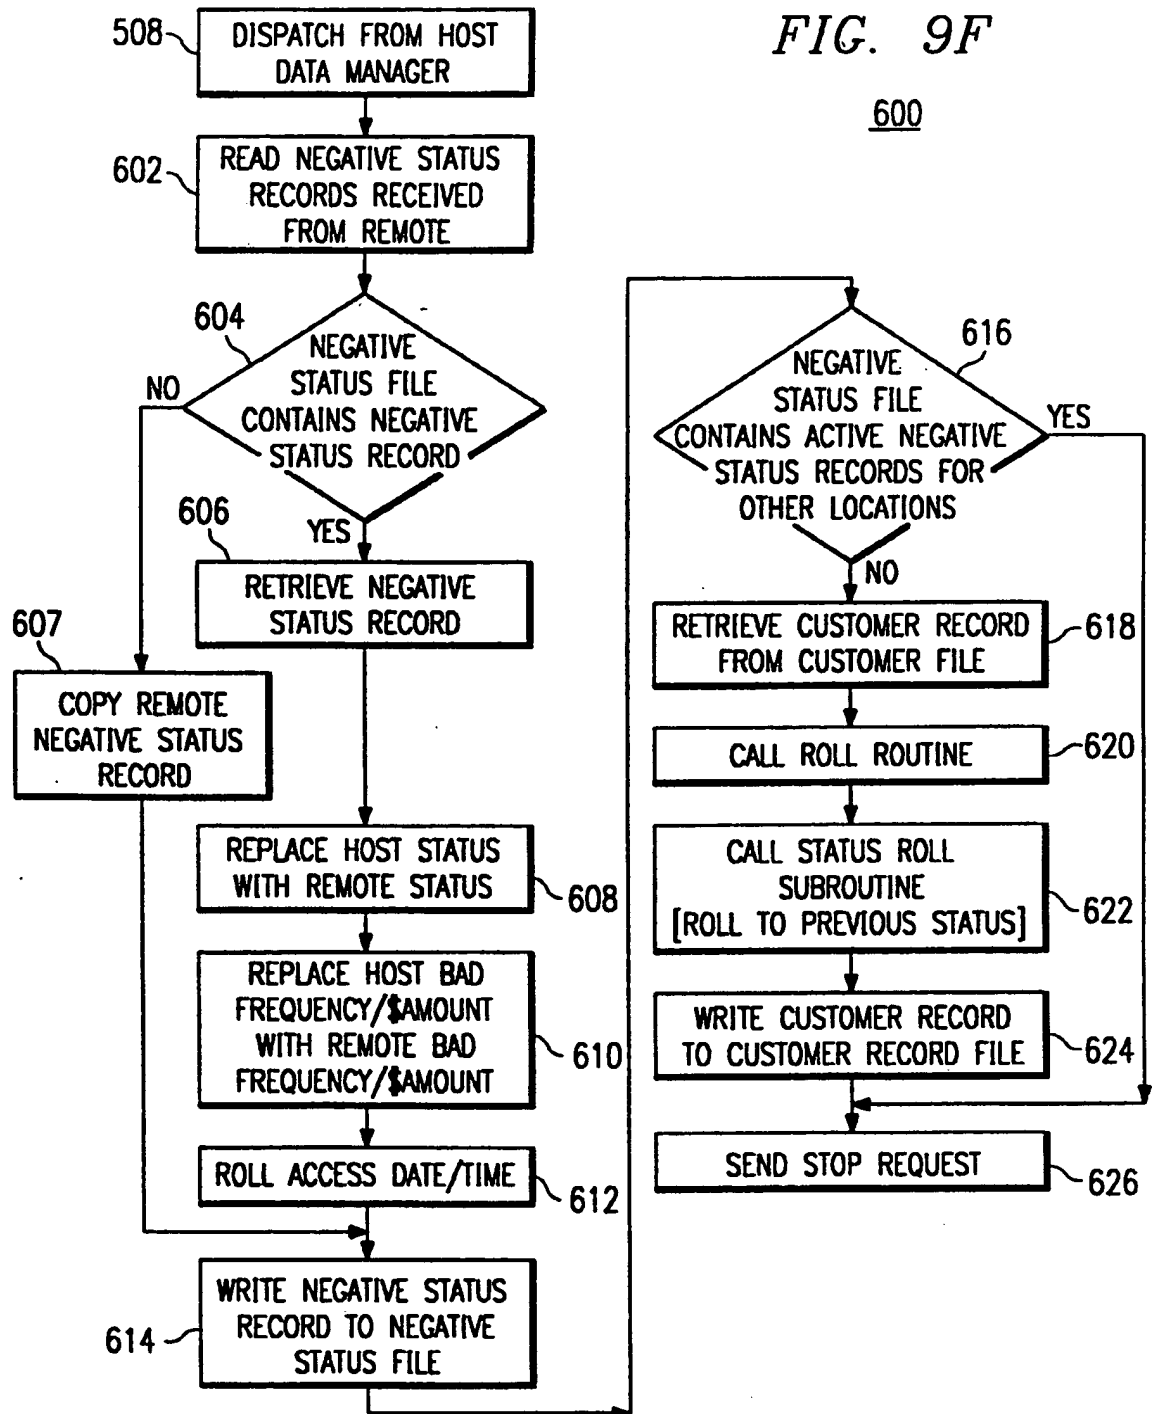 FIG. 9F
600
508
DISPATCH FROM HOST
DATA MANAGER
602
READ NEGATIVE STATUS
RECORDS RECEIVED
FROM REMOTE
604
NEGATIVE
STATUS FILE
CONTAINS NEGATIVE
STATUS RECORD
NO
YES
606
RETRIEVE NEGATIVE
STATUS RECORD
607
COPY REMOTE
NEGATIVE STATUS
RECORD
REPLACE HOST STATUS
WITH REMOTE STATUS
608
REPLACE HOST BAD
FREQUENCY/$AMOUNT
WITH REMOTE BAD
FREQUENCY/$AMOUNT
610
ROLL ACCESS DATE/TIME
612
WRITE NEGATIVE STATUS
RECORD TO NEGATIVE
STATUS FILE
614
616
NEGATIVE
STATUS FILE
CONTAINS ACTIVE NEGATIVE
STATUS RECORDS FOR
OTHER LOCATIONS
YES
NO
RETRIEVE CUSTOMER RECORD
FROM CUSTOMER FILE
618
CALL ROLL ROUTINE
620
CALL STATUS ROLL
SUBROUTINE
[ROLL TO PREVIOUS STATUS]
622
WRITE CUSTOMER RECORD
TO CUSTOMER RECORD FILE
624
SEND STOP REQUEST
626